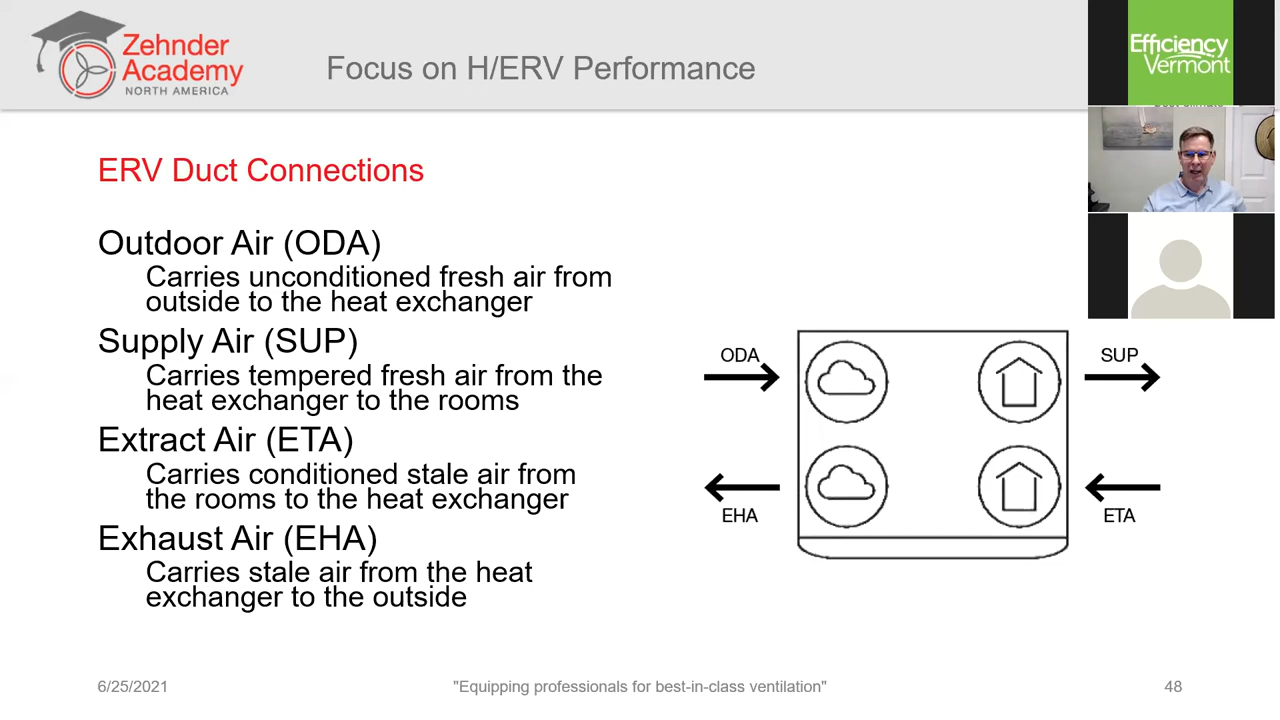 Zehnder
Academy
NORTH AMERICA
Focus on H/ERV Performance
Efficiency
Vermont
ERV Duct Connections
Outdoor Air (ODA)
Carries unconditioned fresh air from
outside to the heat exchanger
Supply Air (SUP)
Carries tempered fresh air from the
heat exchanger to the rooms
Extract Air (ETA)
Carries conditioned stale air from
the rooms to the heat exchanger
Exhaust Air (EHA)
Carries stale air from the heat
exchanger to the outside
ODA
SUP
EHA
ETA
6/25/2021
"Equipping professionals for best-in-class ventilation"
48